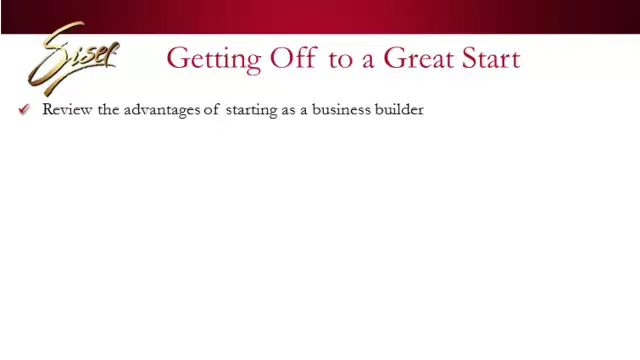 Sisel
Getting Off to a Great Start
Review the advantages of starting as a business builder